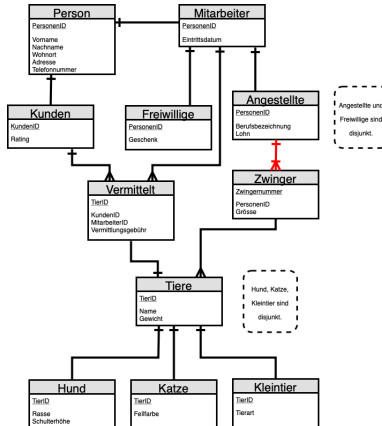 Person
PersonenID
Vorname
Nachname
Wohnort
Adresse
Telefonnummer
Mitarbeiter
PersonenID
Eintrittsdatum
Kunden
KundenID
Rating
Freiwillige
PersonenID
Geschenk
Angestellte
PersonenID
Berufsbezeichnung
Lohn
Angestellte und
Freiwillige sind
disjunkt.
Vermittelt
TierID
KundenID
MitarbeiterID
Vermittlungsgebühr
Zwinger
Zwingernummer
PersonenID
Grösse
Tiere
TierID
Name
Gewicht
Hund, Katze,
Kleintier sind
disjunkt.
Hund
TierID
Rasse
Schulterhöhe
Katze
TierID
Fellfarbe
Kleintier
TierID
Tierart